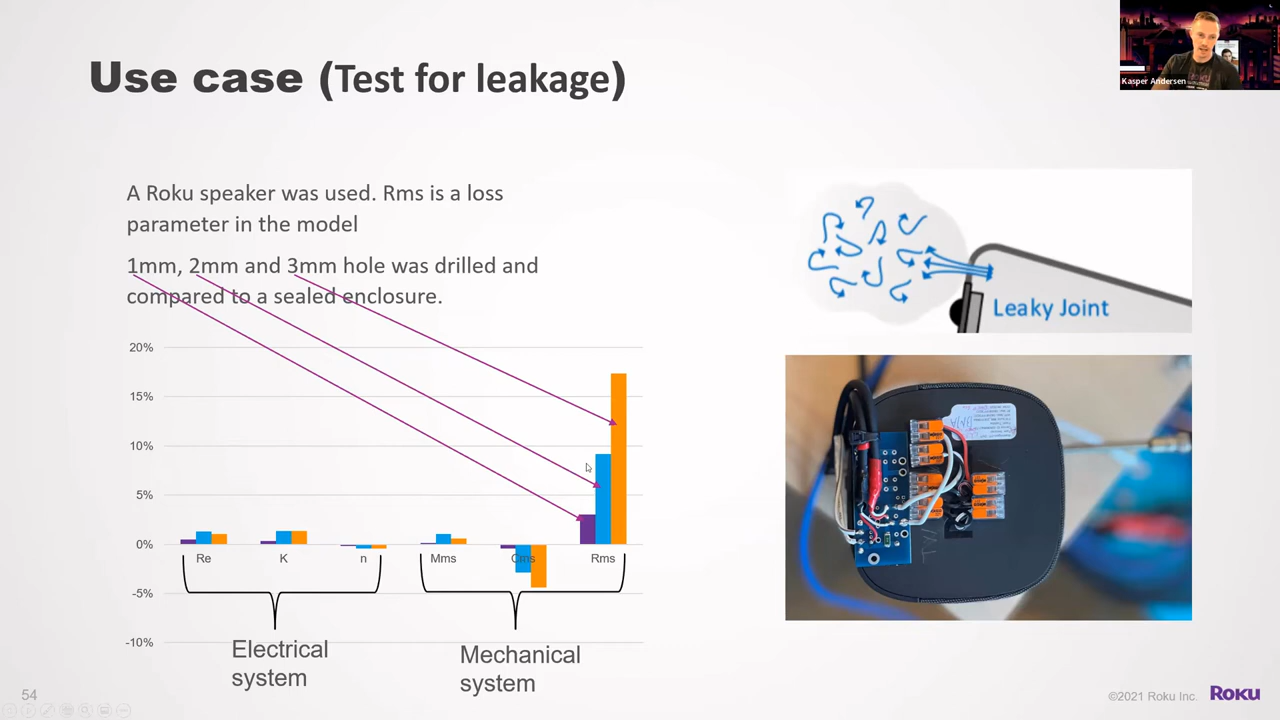 Kasper Andersen
Use case (Test for leakage)
A Roku speaker was used. Rms is a loss
parameter in the model
1mm, 2mm and 3mm hole was drilled and
compared to a sealed enclosure.
20%
15%
10%
5%
0%
-5%
-10%
Re
K
n
Mms
Cms
Rms
Electrical
system
Mechanical
system
Leaky Joint
54
©2021 Roku Inc.
Roku